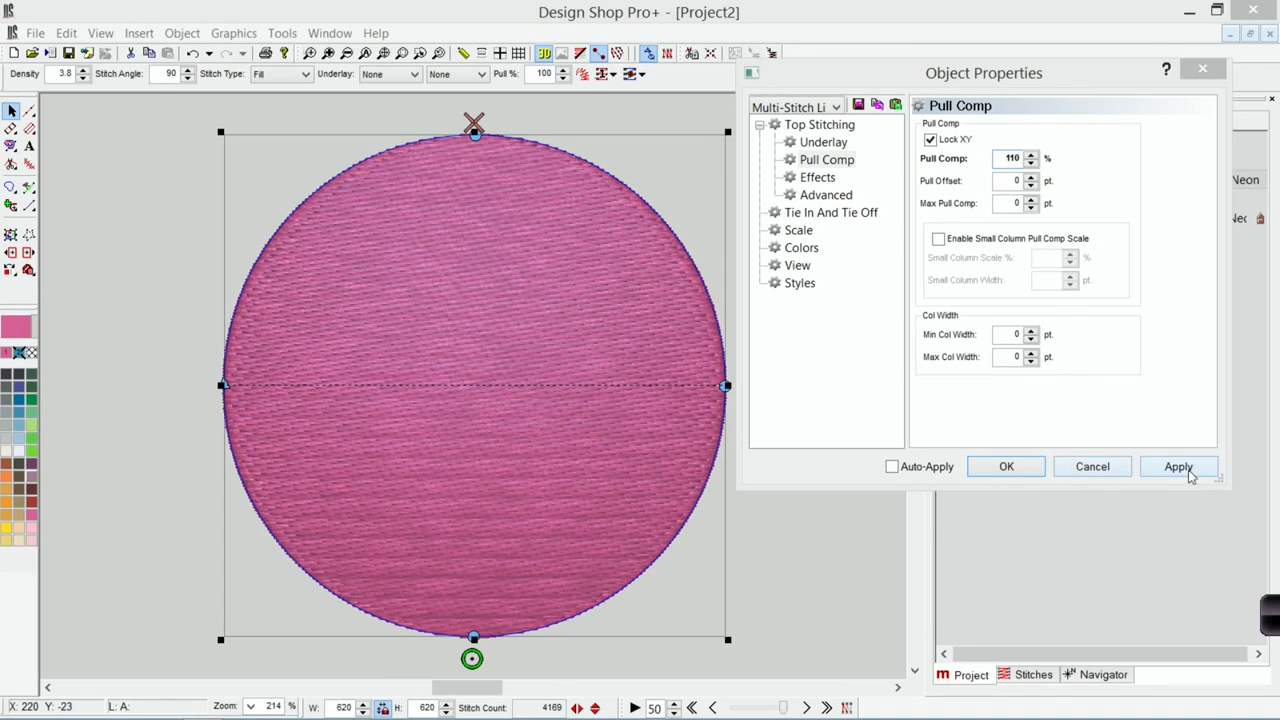 Design Shop Pro+ - [Project2]
File Edit View Insert Object Graphics Tools Window Help
3D
Density 3.8 Stitch Angle: 90 Stitch Type: Fill Underlay: None None Pull %: 100
Object Properties
?
Multi-Stitch Li
Pull Comp
Top Stitching
Underlay
Pull Comp
Effects
Advanced
Tie In And Tie Off
Scale
Colors
View
Styles
Pull Comp
Lock XY
Pull Comp: 110 %
Pull Offset: 0 pt.
Max Pull Comp: 0 pt.
Enable Small Column Pull Comp Scale
Small Column Scale %: %
Small Column Width: pt.
Col Width
Min Col Width: 0 pt.
Max Col Width: 0 pt.
Auto-Apply OK Cancel Apply
Neon
Project Stitches Navigator
X: 220 Y: -23 L: A: Zoom: 214 % W: 620 H: 620 Stitch Count: 4169 50